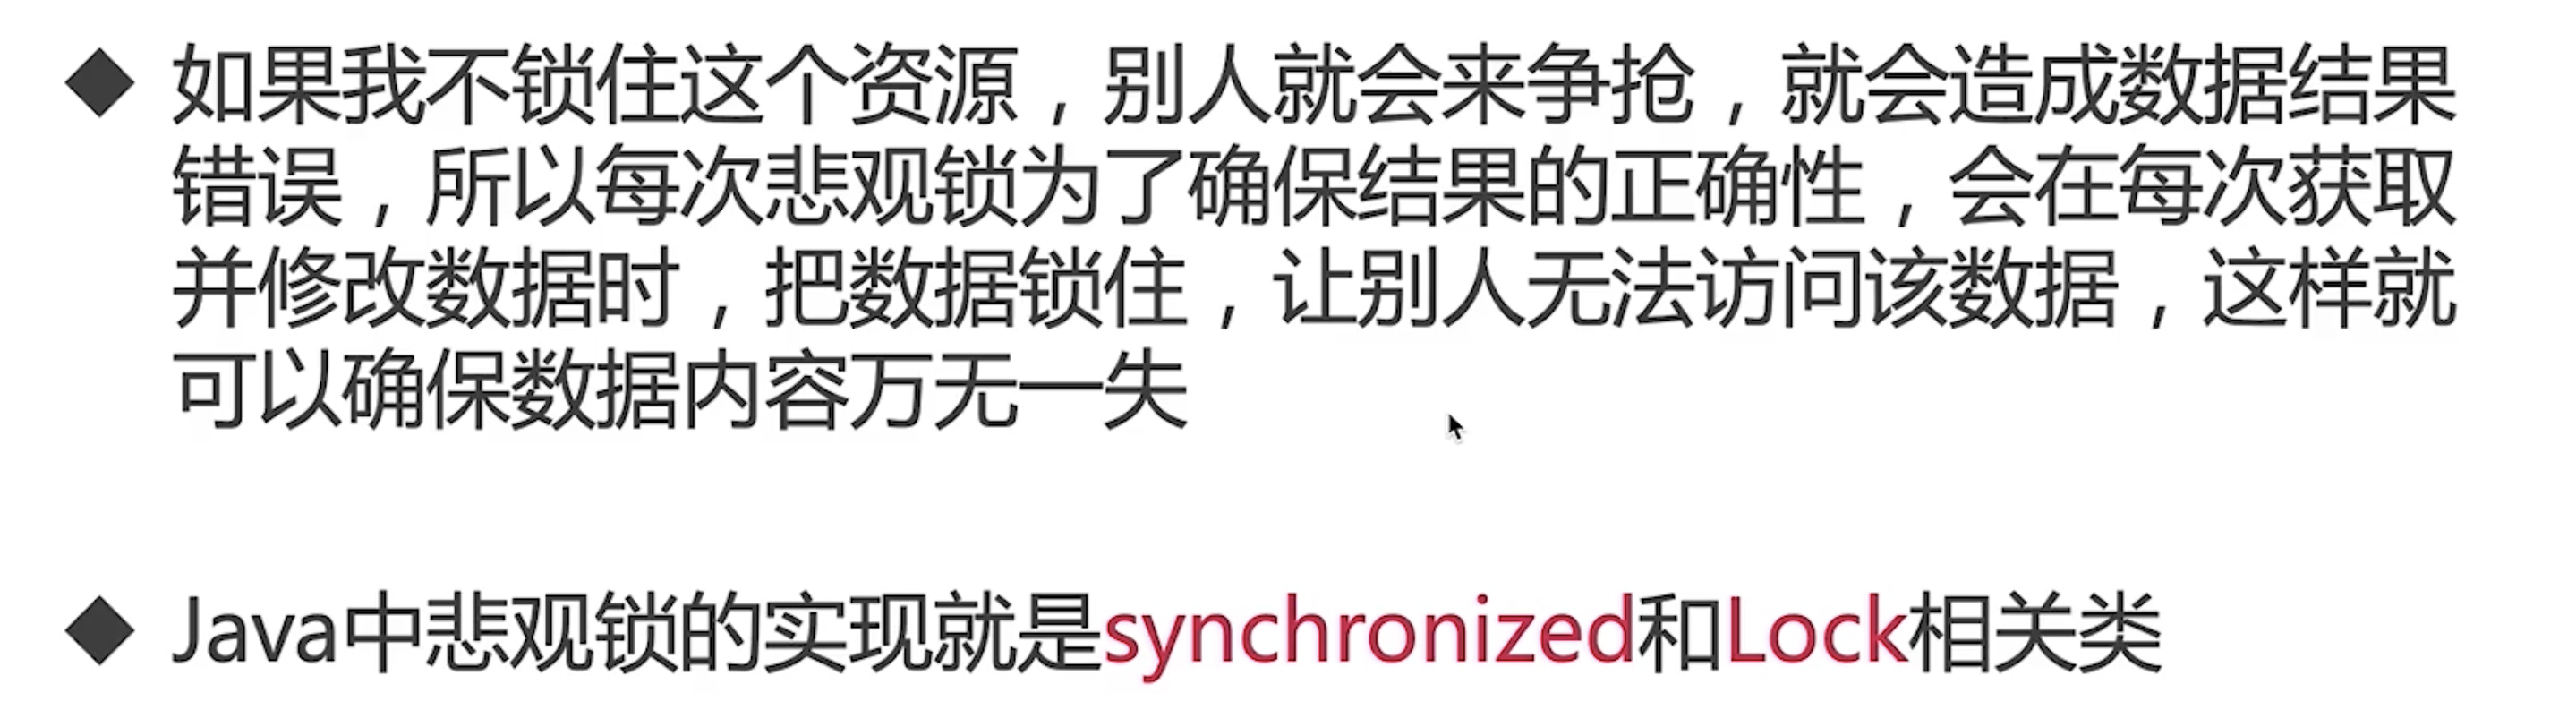 ◆ 如果我不锁住这个资源，别人就会来争抢，就会造成数据结果
错误，所以每次悲观锁为了确保结果的正确性，会在每次获取
并修改数据时，把数据锁住，让别人无法访问该数据，这样就
可以确保数据内容万无一失
◆ Java中悲观锁的实现就是synchronized和Lock相关类